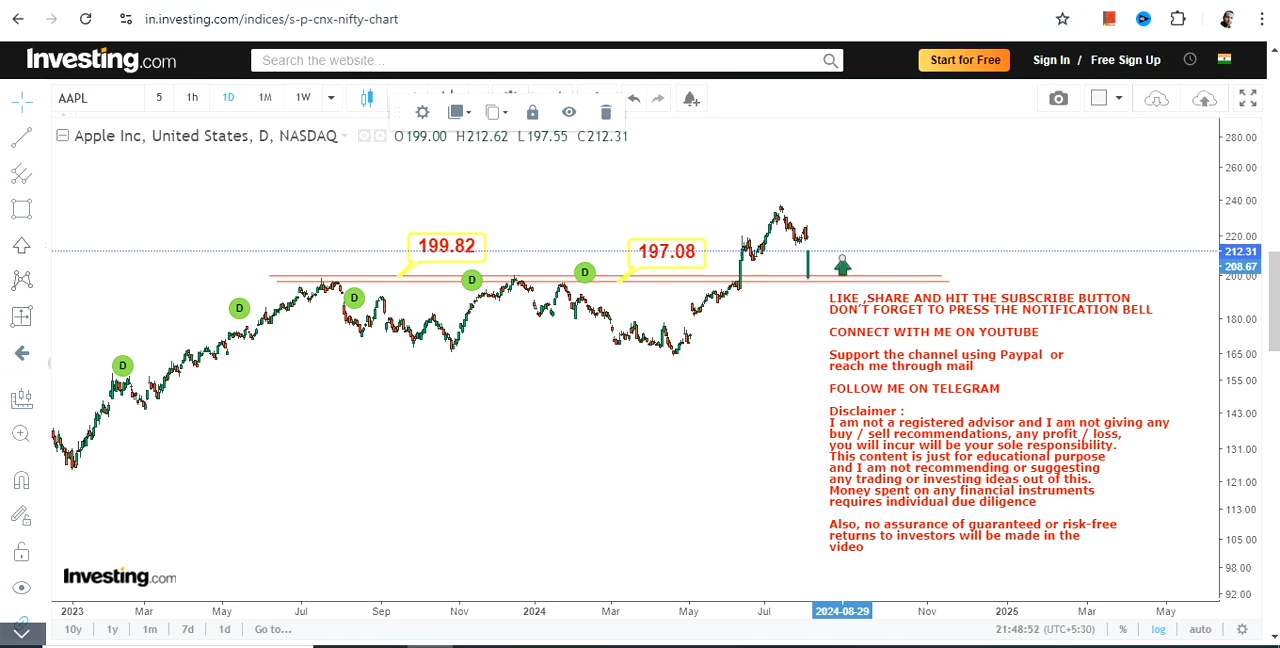 in.investing.com/indices/s-p-cnx-nifty-chart
Investing.com
Search the website...
Start for Free
Sign In / Free Sign Up
AAPL
5
1h
1D
1M
1W
Apple Inc, United States, D, NASDAQ
O199.00 H212.62 L197.55 C212.31
280.00
260.00
240.00
220.00
212.31
208.67
200.00
180.00
165.00
155.00
143.00
131.00
121.00
113.00
105.00
98.00
92.00
199.82
197.08
D
D
D
D
D
LIKE ,SHARE AND HIT THE SUBSCRIBE BUTTON
DON'T FORGET TO PRESS THE NOTIFICATION BELL
CONNECT WITH ME ON YOUTUBE
Support the channel using Paypal or
reach me through mail
FOLLOW ME ON TELEGRAM
Disclaimer :
I am not a registered advisor and I am not giving any
buy / sell recommendations, any profit / loss,
you will incur will be your sole responsibility.
This content is just for educational purpose
and I am not recommending or suggesting
any trading or investing ideas out of this.
Money spent on any financial instruments
requires individual due diligence
Also, no assurance of guaranteed or risk-free
returns to investors will be made in the
video
Investing.com
2023 Mar May Jul Sep Nov 2024 Mar May Jul 2024-08-29 Nov 2025 Mar May
10y 1y 1m 7d 1d Go to...
21:48:52 (UTC+5:30) % log auto